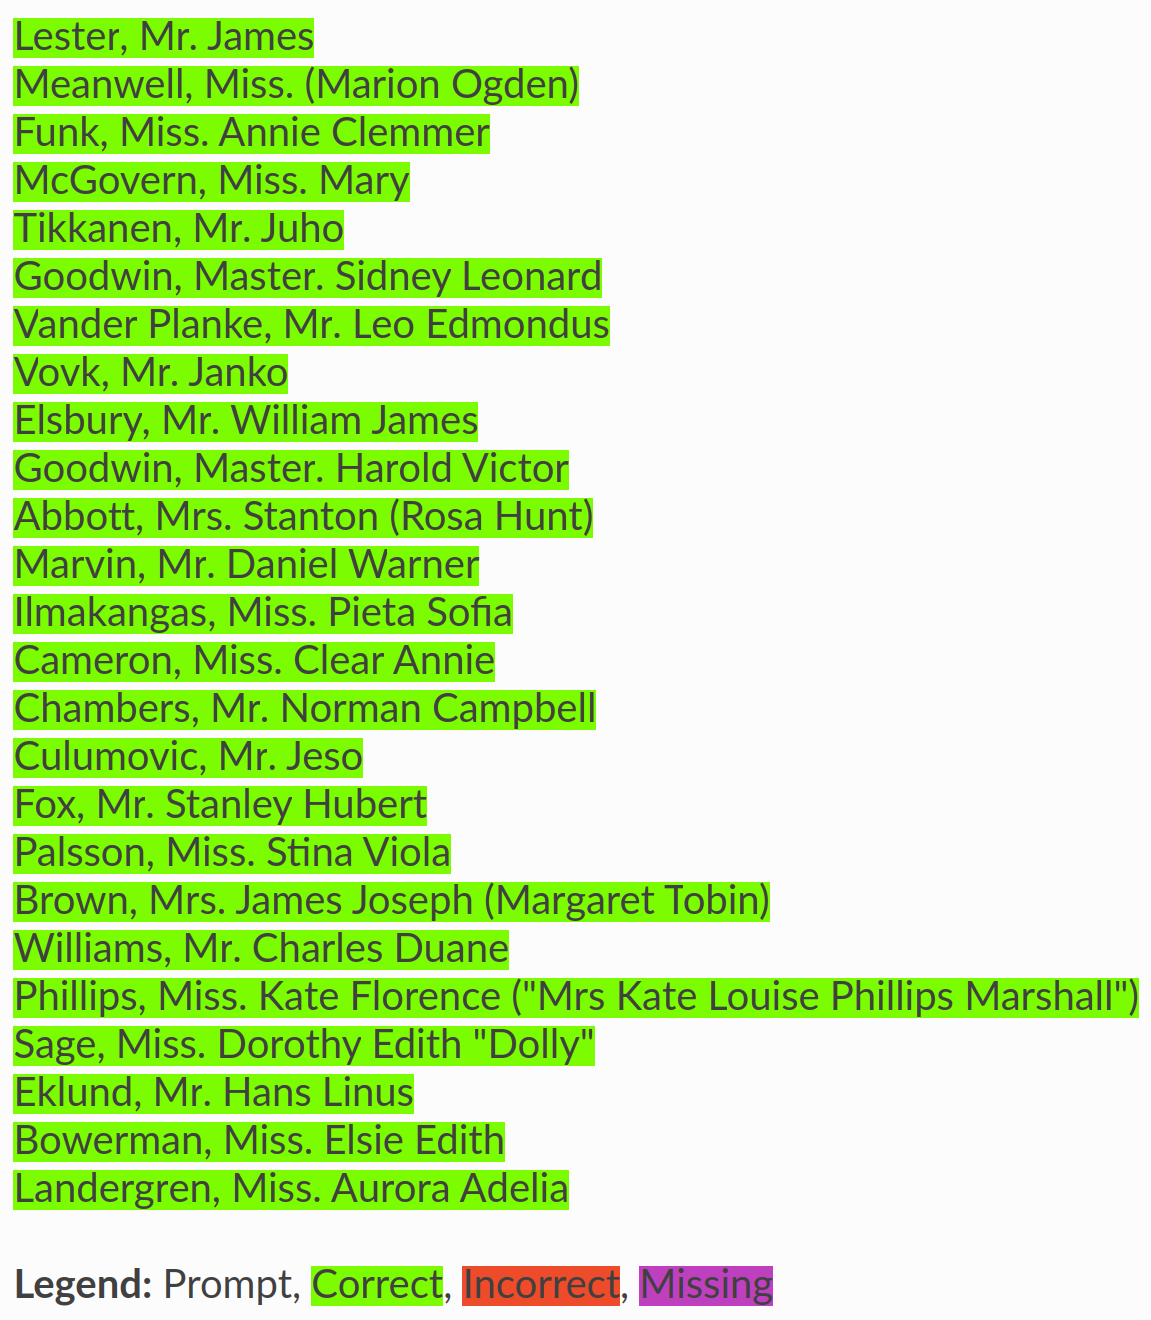 Lester, Mr. James
Meanwell, Miss. (Marion Ogden)
Funk, Miss. Annie Clemmer
McGovern, Miss. Mary
Tikkanen, Mr. Juho
Goodwin, Master. Sidney Leonard
Vander Planke, Mr. Leo Edmondus
Vovk, Mr. Janko
Elsbury, Mr. William James
Goodwin, Master. Harold Victor
Abbott, Mrs. Stanton (Rosa Hunt)
Marvin, Mr. Daniel Warner
Ilmakangas, Miss. Pieta Sofia
Cameron, Miss. Clear Annie
Chambers, Mr. Norman Campbell
Culumovic, Mr. Jeso
Fox, Mr. Stanley Hubert
Palsson, Miss. Stina Viola
Brown, Mrs. James Joseph (Margaret Tobin)
Williams, Mr. Charles Duane
Phillips, Miss. Kate Florence ("Mrs Kate Louise Phillips Marshall")
Sage, Miss. Dorothy Edith "Dolly"
Eklund, Mr. Hans Linus
Bowerman, Miss. Elsie Edith
Landergren, Miss. Aurora Adelia
Legend: Prompt, Correct, Incorrect, Missing